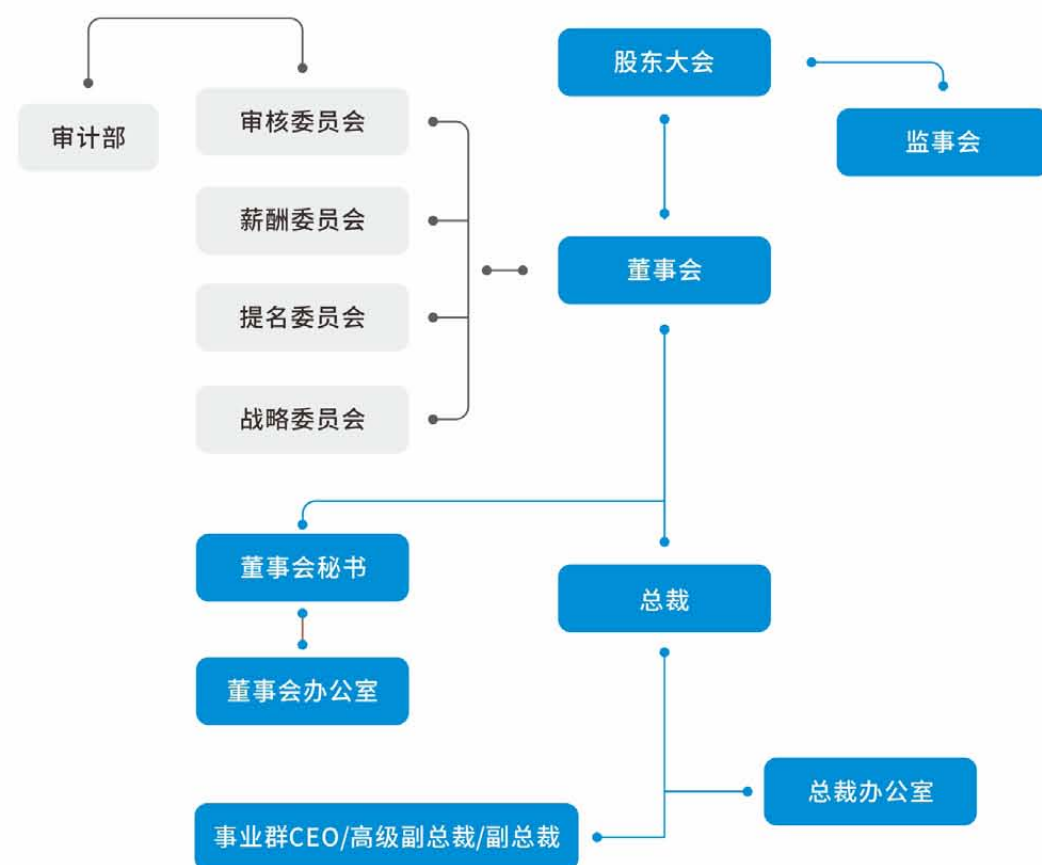 股东大会
审计部
审核委员会
监事会
薪酬委员会
董事会
提名委员会
战略委员会
董事会秘书
总裁
董事会办公室
总裁办公室
事业群CEO/高级副总裁/副总裁